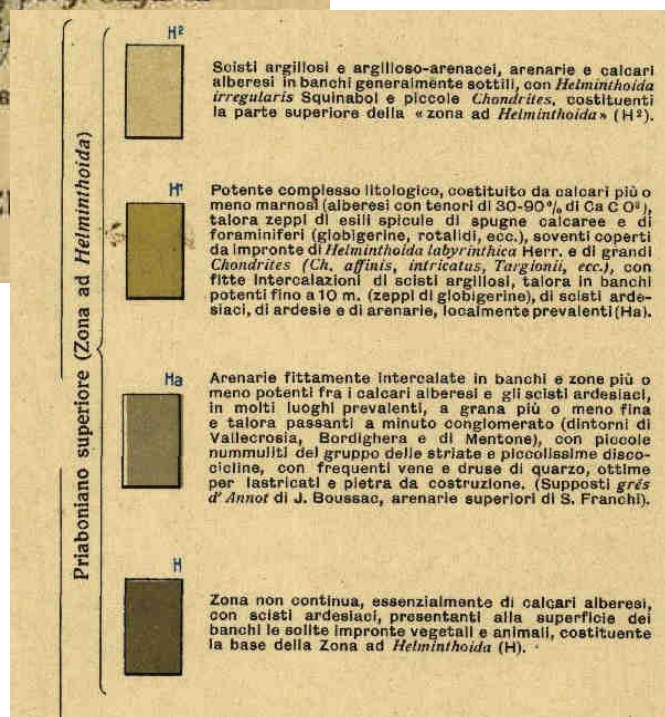 Priaboniano superiore (Zona ad Helminthoida)
H²
Scisti argillosi e argilloso-arenacei, arenarie e calcari
alberesi in banchi generalmente sottili, con Helminthoida
irregularis Squinabol e piccole Chondrites, costituenti
la parte superiore della « zona ad Helminthoida » (H²).
H¹
Potente complesso litologico, costituito da calcari più o
meno marnosi (alberesi con tenori di 30-90% di Ca C O³),
talora zeppi di esili spicule di spugne calcaree e di
foraminiferi (globigerine, rotalidi, ecc.), soventi coperti
da impronte di Helminthoida labyrinthica Herr. e di grandi
Chondrites (Ch. affinis, intricatus, Targionii, ecc.), con
fitte intercalazioni di scisti argillosi, talora in banchi
potenti fino a 10 m. (zeppi di globigerine), di scisti arde-
siaci, di ardesie e di arenarie, localmente prevalenti (Ha).
Ha
Arenarie fittamente intercalate in banchi e zone più o
meno potenti fra i calcari alberesi e gli scisti ardesiaci,
in molti luoghi prevalenti, a grana più o meno fina
e talora passanti a minuto conglomerato (dintorni di
Vallecrosia, Bordighera e di Mentone), con piccole
nummuliti del gruppo delle striate e piccolissime disco-
cicline, con frequenti vene e druse di quarzo, ottime
per lastricati e pietra da costruzione. (Supposti grés
d'Annot di J. Boussac, arenarie superiori di S. Franchi).
H
Zona non continua, essenzialmente di calcari alberesi,
con scisti ardesiaci, presentanti alla superficie dei
banchi le solite impronte vegetali e animali, costituente
la base della Zona ad Helminthoida (H).